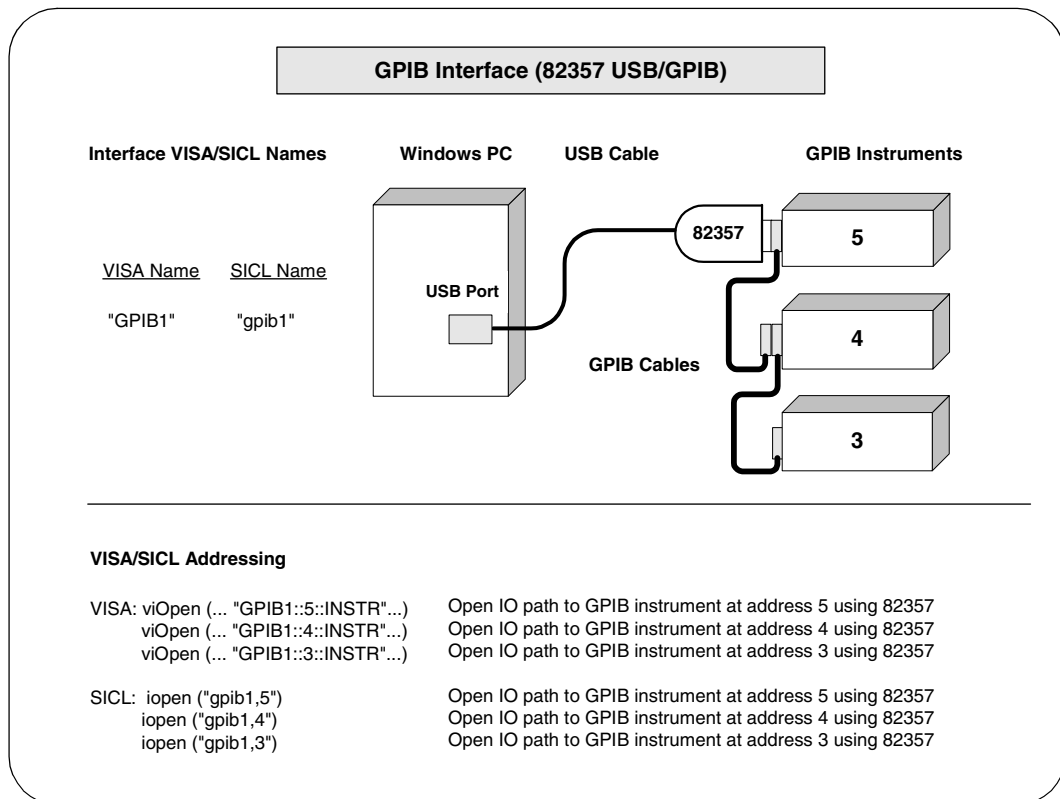 GPIB Interface (82357 USB/GPIB)
Interface VISA/SICL Names
Windows PC
USB Cable
GPIB Instruments
VISA Name SICL Name
"GPIB1" "gpib1"
USB Port
82357
5
4
GPIB Cables
3
VISA/SICL Addressing
VISA: viOpen (... "GPIB1::5::INSTR"...) Open IO path to GPIB instrument at address 5 using 82357
viOpen (... "GPIB1::4::INSTR"...) Open IO path to GPIB instrument at address 4 using 82357
viOpen (... "GPIB1::3::INSTR"...) Open IO path to GPIB instrument at address 3 using 82357
SICL: iopen ("gpib1,5") Open IO path to GPIB instrument at address 5 using 82357
iopen ("gpib1,4") Open IO path to GPIB instrument at address 4 using 82357
iopen ("gpib1,3") Open IO path to GPIB instrument at address 3 using 82357